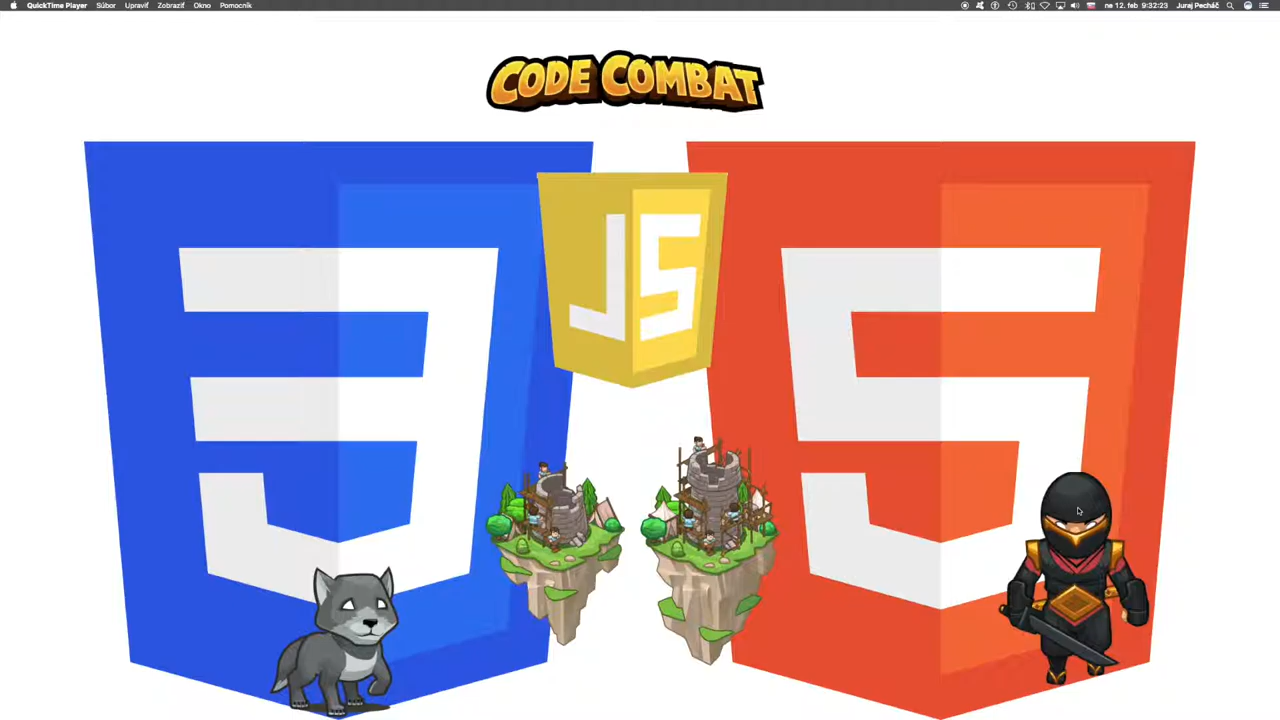 QuickTime Player Súbor Upraviť Zobraziť Okno Pomocník
ne 12. feb 9:32:23 Juraj Pecháč
CODE COMBAT
JS
3
5